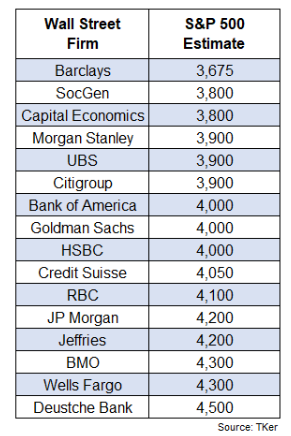 Wall Street Firm S&P 500 Estimate
Barclays 3,675
SocGen 3,800
Capital Economics 3,800
Morgan Stanley 3,900
UBS 3,900
Citigroup 3,900
Bank of America 4,000
Goldman Sachs 4,000
HSBC 4,000
Credit Suisse 4,050
RBC 4,100
JP Morgan 4,200
Jeffries 4,200
BMO 4,300
Wells Fargo 4,300
Deustche Bank 4,500
Source: TKer